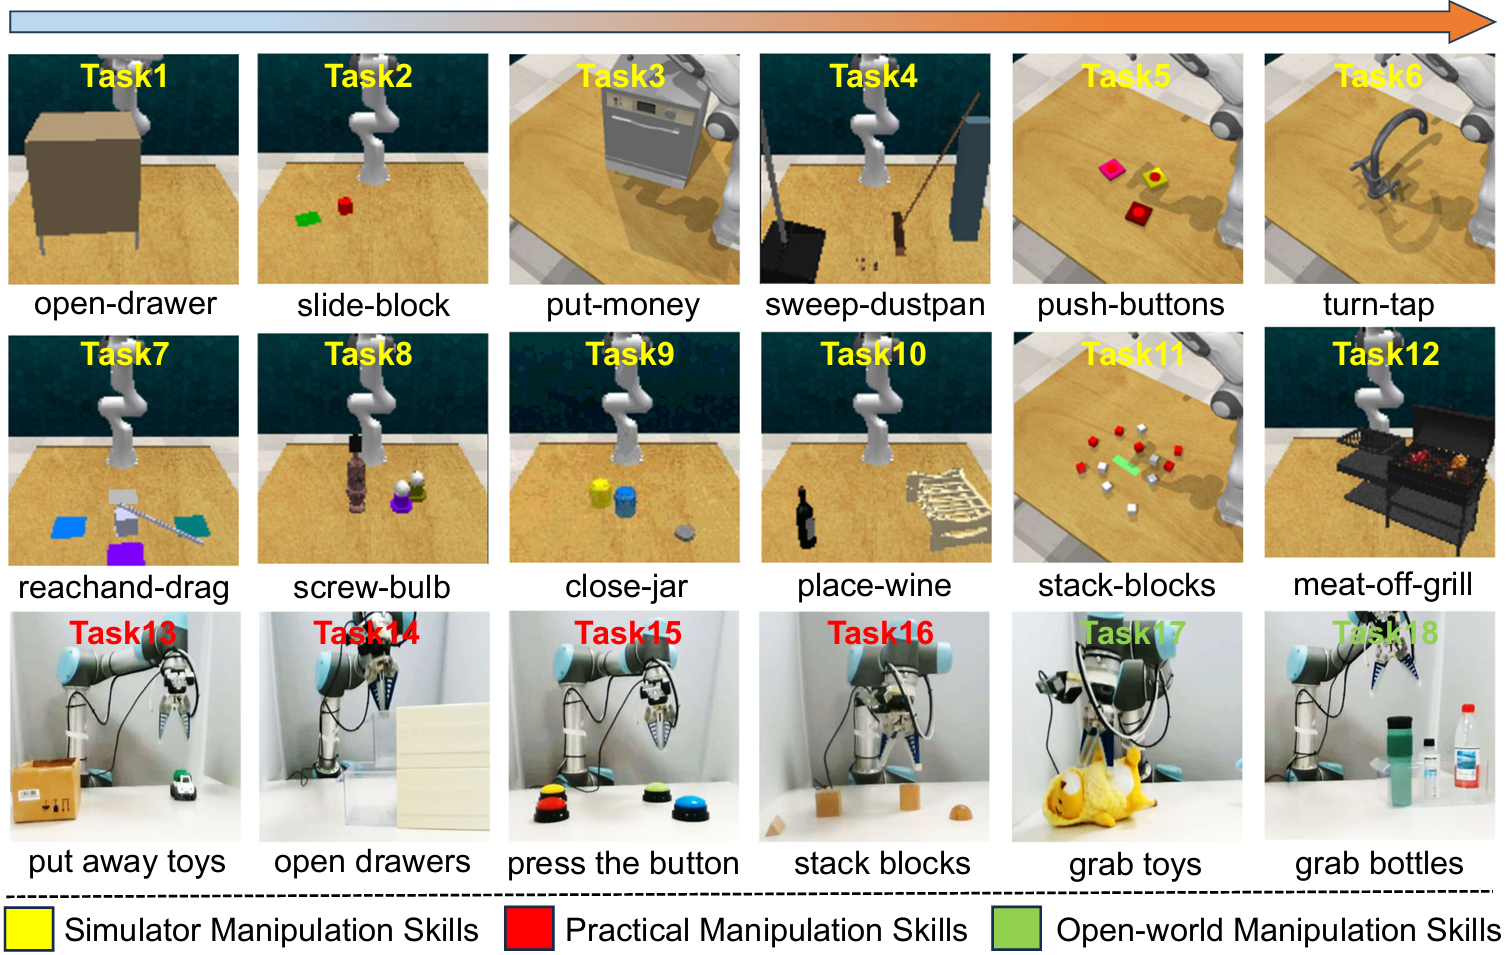 Task1
Task2
Task3
Task4
Task5
Task6
open-drawer
slide-block
put-money
sweep-dustpan
push-buttons
turn-tap
Task7
Task8
Task9
Task10
Task11
Task12
reachand-drag
screw-bulb
close-jar
place-wine
stack-blocks
meat-off-grill
Task13
Task14
Task15
Task16
Task17
Task18
put away toys
open drawers
press the button
stack blocks
grab toys
grab bottles
Simulator Manipulation Skills
Practical Manipulation Skills
Open-world Manipulation Skills